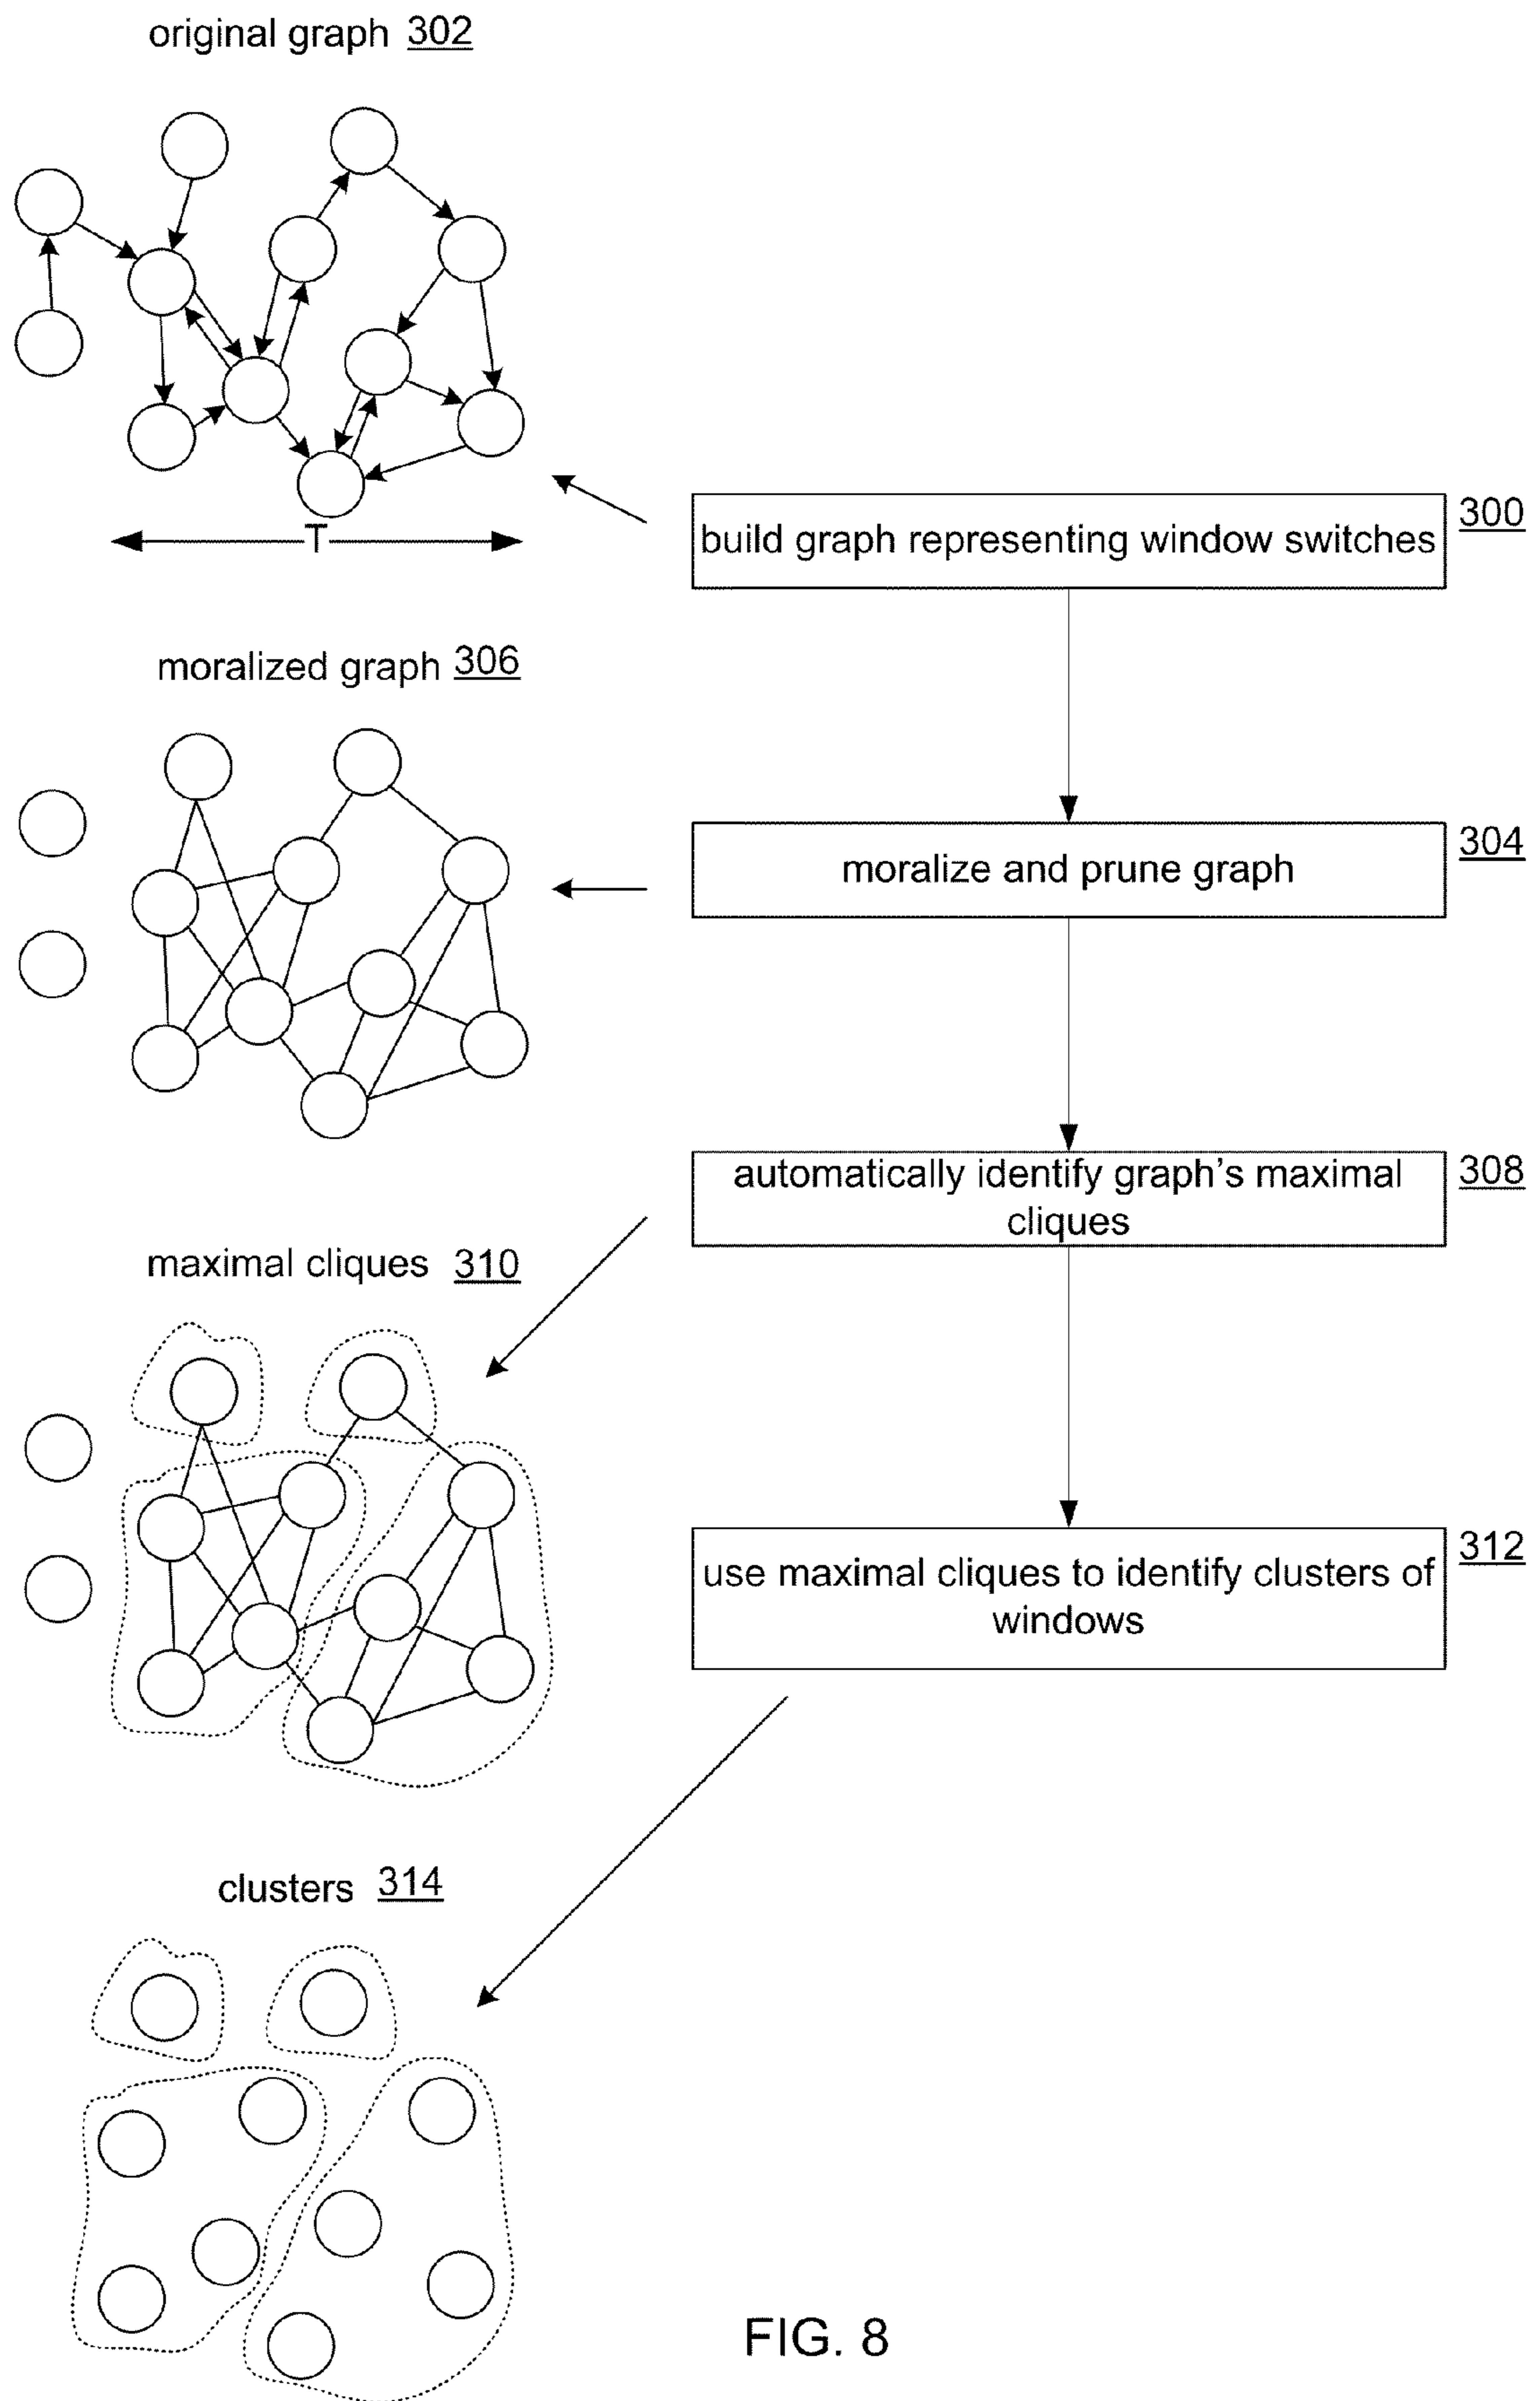 original graph 302
T
build graph representing window switches 300
moralized graph 306
moralize and prune graph 304
automatically identify graph's maximal
cliques
308
maximal cliques 310
use maximal cliques to identify clusters of
windows
312
clusters 314
FIG. 8